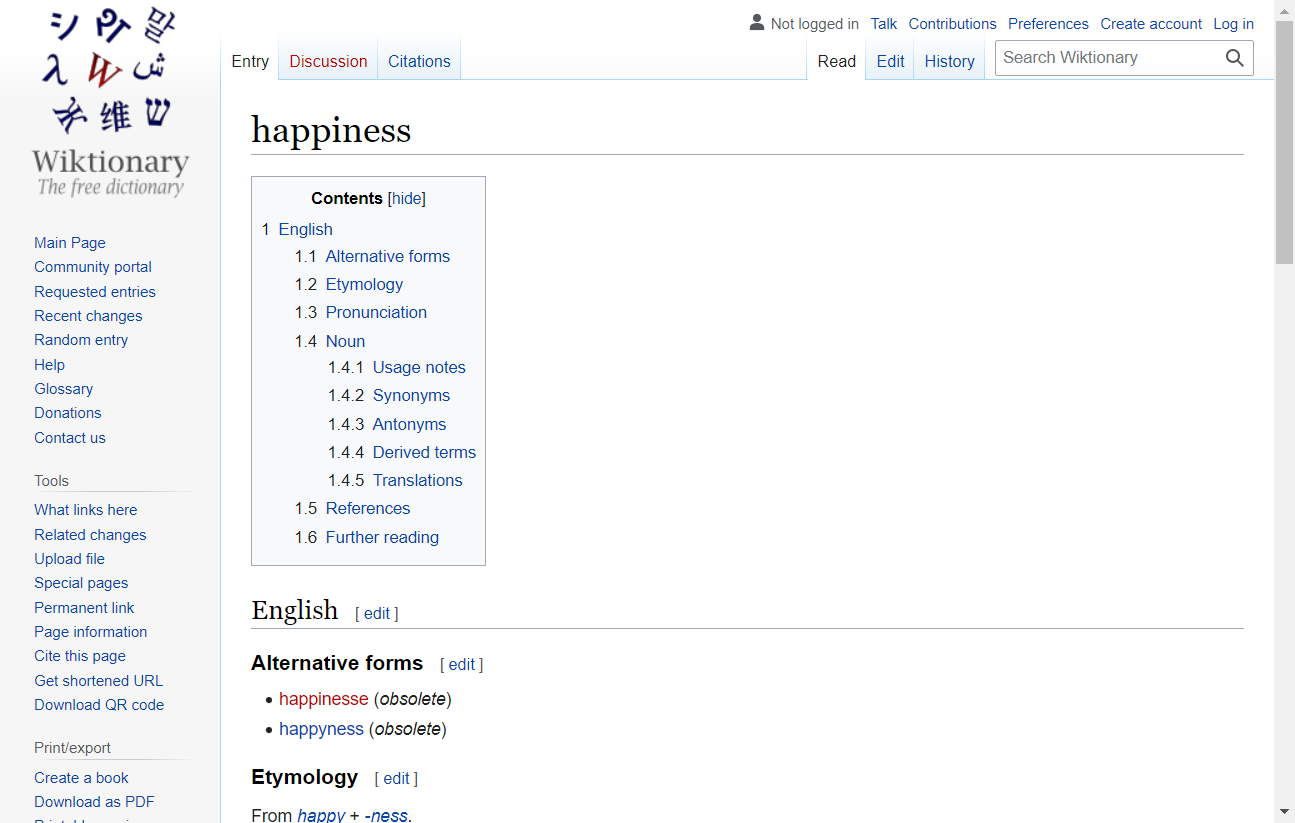 Not logged in Talk Contributions Preferences Create account Log in
Entry Discussion Citations Read Edit History Search Wiktionary
Wiktionary
The free dictionary
Main Page
Community portal
Requested entries
Recent changes
Random entry
Help
Glossary
Donations
Contact us
Tools
What links here
Related changes
Upload file
Special pages
Permanent link
Page information
Cite this page
Get shortened URL
Download QR code
Print/export
Create a book
Download as PDF
happiness
Contents [hide]
1 English
1.1 Alternative forms
1.2 Etymology
1.3 Pronunciation
1.4 Noun
1.4.1 Usage notes
1.4.2 Synonyms
1.4.3 Antonyms
1.4.4 Derived terms
1.4.5 Translations
1.5 References
1.6 Further reading
English [ edit ]
Alternative forms [ edit ]
• happinesse (obsolete)
• happyness (obsolete)
Etymology [ edit ]
From happy + -ness.